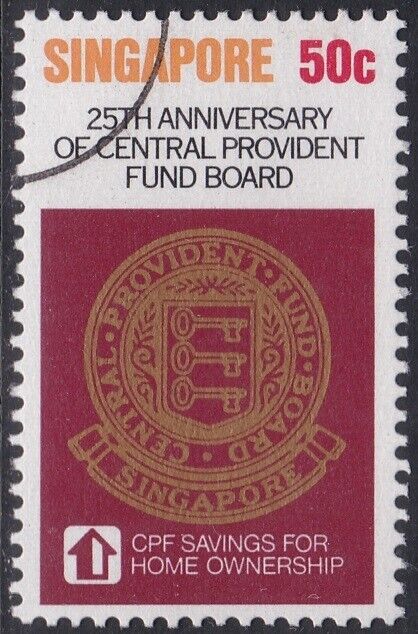 SINGAPORE 50c
25TH ANNIVERSARY
OF CENTRAL PROVIDENT
FUND BOARD
CENTRAL · PROVIDENT · FUND · BOARD ·
SINGAPORE
CPF SAVINGS FOR
HOME OWNERSHIP